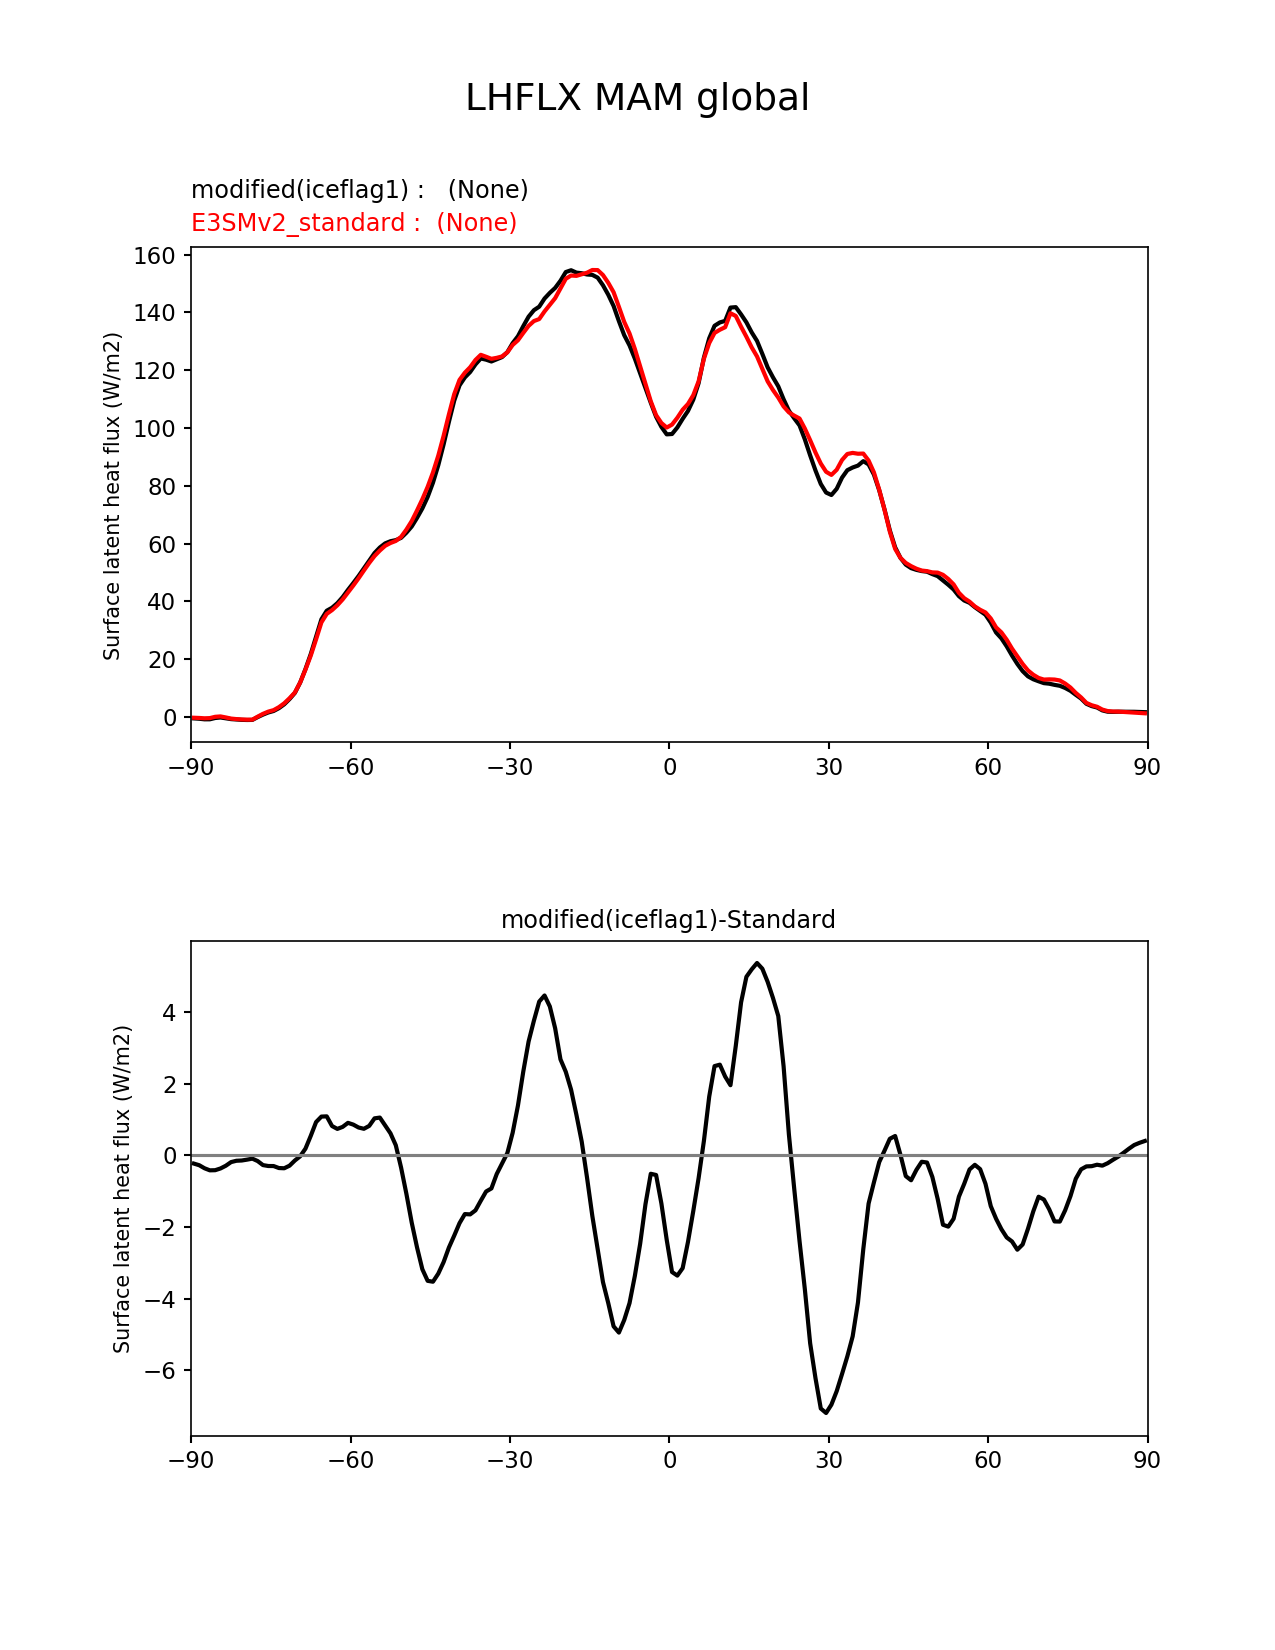 LHFLX MAM global
modified(iceflag1) :   (None)
E3SMv2_standard :  (None)
Surface latent heat flux (W/m2)
160
140
120
100
80
60
40
20
0
−90 −60 −30 0 30 60 90
modified(iceflag1)-Standard
Surface latent heat flux (W/m2)
4
2
0
−2
−4
−6
−90 −60 −30 0 30 60 90